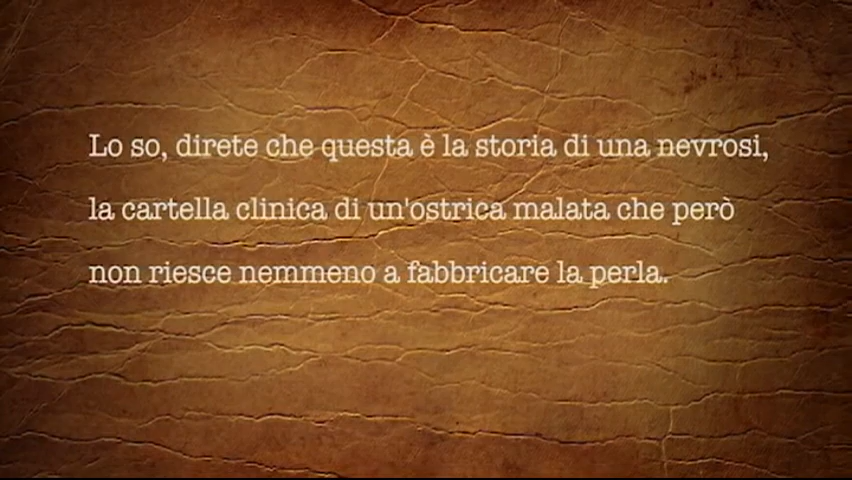 Lo so, direte che questa è la storia di una nevrosi,
la cartella clinica di un'ostrica malata che però
non riesce nemmeno a fabbricare la perla.